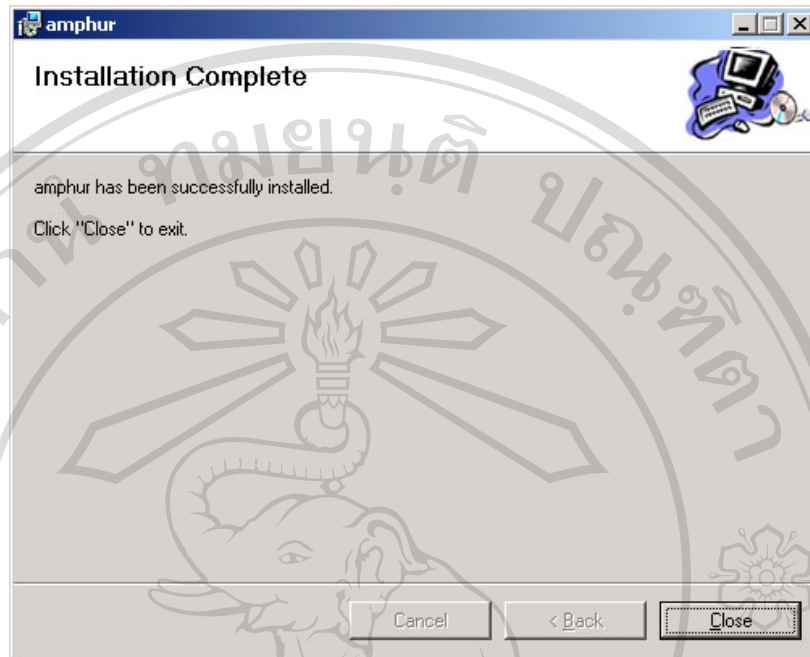 amphur
Installation Complete
amphur has been successfully installed.
Click "Close" to exit.
Cancel
< Back
Close